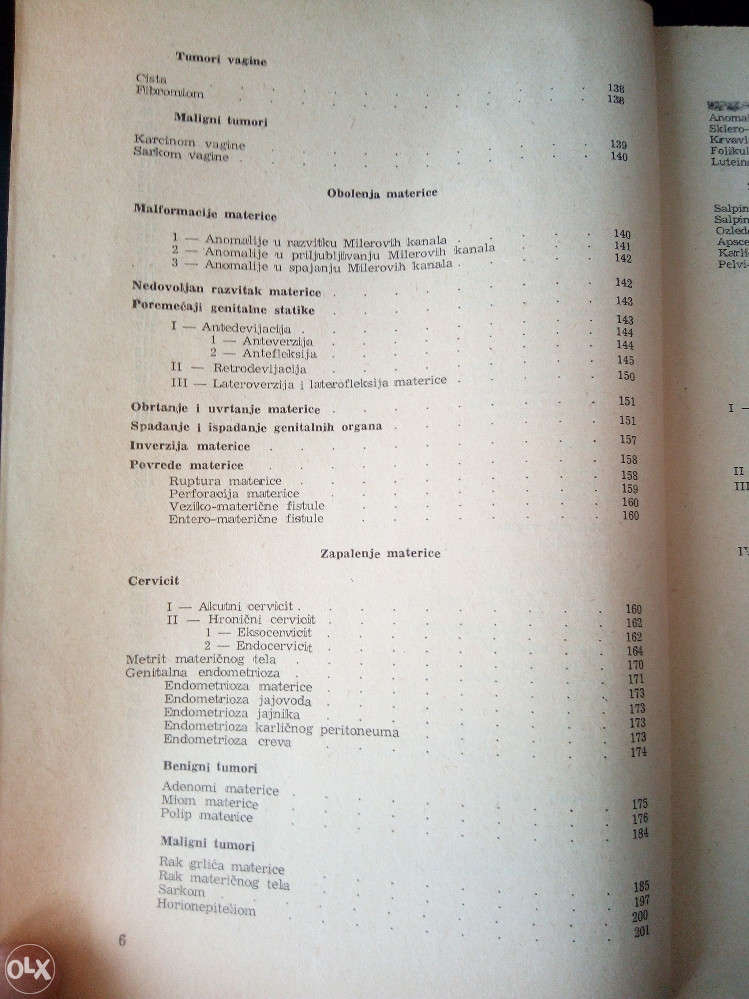 Tumori vagine
Cista 138
Fibromiom 138
Maligni tumori
Karcinom vagine 139
Sarkom vagine 140
Obolenja materice
Malformacije materice
1 — Anomalije u razvitku Milerovih kanala 140
2 — Anomalije u priljubljivanju Milerovih kanala 141
3 — Anomalije u spajanju Milerovih kanala 142
Nedovoljan razvitak materice 142
Poremećaji genitalne statike 143
I — Antedevijacija 143
1 — Anteverzija 144
2 — Antefleksija 144
II — Retrodevijacija 145
III — Lateroverzija i laterofleksija materice 150
Obrtanje i uvrtanje materice 151
Spadanje i ispadanje genitalnih organa 151
Inverzija materice 157
Povrede materice 158
Ruptura materice 158
Perforacija materice 159
Veziko-materične fistule 160
Entero-materične fistule 160
Zapalenje materice
Cervicit
I — Akutni cervicit 160
II — Hronični cervicit 162
1 — Eksocervicit 162
2 — Endocervicit 164
Metrit materičnog tela 170
Genitalna endometrioza 171
Endometrioza materice 173
Endometrioza jajovoda 173
Endometrioza jajnika 173
Endometrioza karličnog peritoneuma 173
Endometrioza creva 174
Benigni tumori
Adenomi materice 175
Miom materice 176
Polip materice 184
Maligni tumori
Rak grlića materice 185
Rak materičnog tela 197
Sarkom 200
Horionepiteliom 201
6
OLX
Anomal
Sklero-
Krvavl
Folikul
Luteins
Salpin
Salpin
Ozlede
Apsce
Karli
Pelvi-
I —
II
III